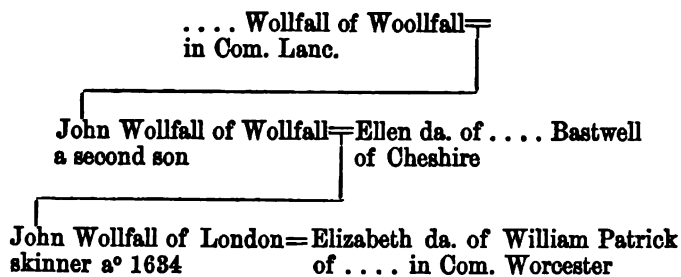 .... Wollfall of Woollfall=
in Com. Lanc.
John Wollfall of Wollfall=Ellen da. of .... Bastwell
a second son of Cheshire
John Wollfall of London=Elizabeth da. of William Patrick
skinner aº 1634 of .... in Com. Worcester